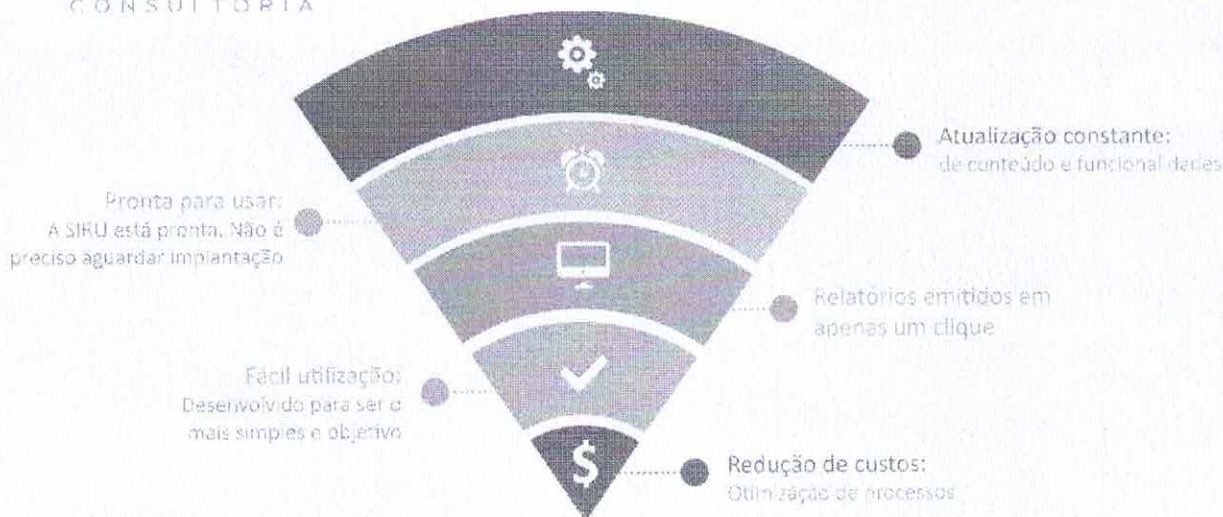 CONSULTORIA
Atualização constante:
de conteúdo e funcionalidades
Pronta para usar:
A SIRU está pronta. Não é
preciso aguardar implantação
Relatórios emitidos em
apenas um clique
Fácil utilização:
Desenvolvido para ser o
mais simples e objetivo
$
Redução de custos:
Otimização de processos